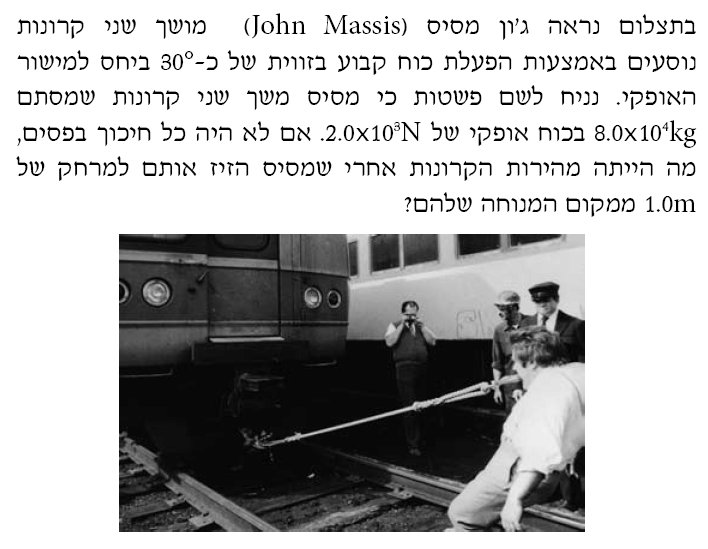 בתצלום נראה ג'ון מסיס (John Massis) מושך שני קרונות
נוסעים באמצעות הפעלת כוח קבוע בזווית של כ-30° ביחס למישור
האופקי. נניח לשם פשטות כי מסיס משך שני קרונות שמסתם
8.0x10⁴kg בכוח אופקי של 2.0x10³N. אם לא היה כל חיכוך בפסים,
מה הייתה מהירות הקרונות אחרי שמסיס הזיז אותם למרחק של
1.0m ממקום המנוחה שלהם?